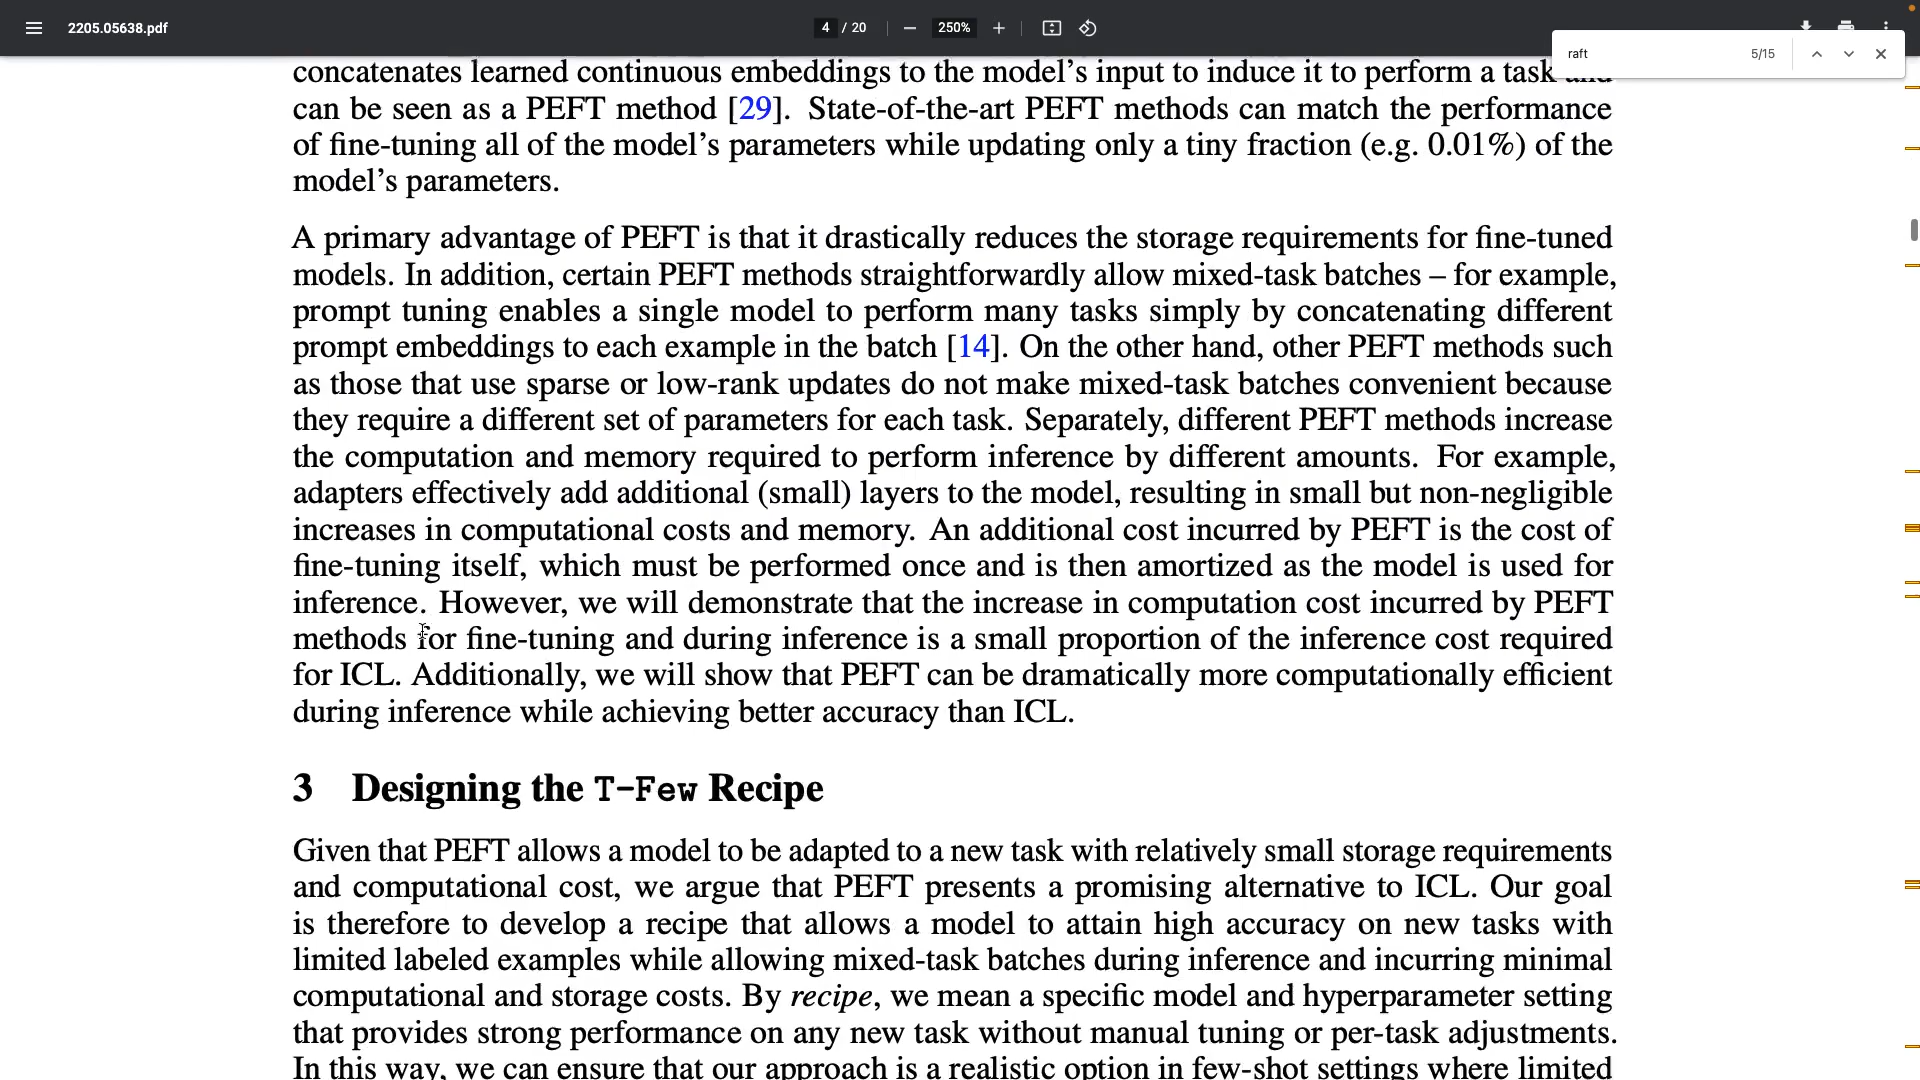 2205.05638.pdf
4 / 20
250%
raft
5/15
concatenates learned continuous embeddings to the model's input to induce it to perform a task and
can be seen as a PEFT method [29]. State-of-the-art PEFT methods can match the performance
of fine-tuning all of the model's parameters while updating only a tiny fraction (e.g. 0.01%) of the
model's parameters.
A primary advantage of PEFT is that it drastically reduces the storage requirements for fine-tuned
models. In addition, certain PEFT methods straightforwardly allow mixed-task batches – for example,
prompt tuning enables a single model to perform many tasks simply by concatenating different
prompt embeddings to each example in the batch [14]. On the other hand, other PEFT methods such
as those that use sparse or low-rank updates do not make mixed-task batches convenient because
they require a different set of parameters for each task. Separately, different PEFT methods increase
the computation and memory required to perform inference by different amounts. For example,
adapters effectively add additional (small) layers to the model, resulting in small but non-negligible
increases in computational costs and memory. An additional cost incurred by PEFT is the cost of
fine-tuning itself, which must be performed once and is then amortized as the model is used for
inference. However, we will demonstrate that the increase in computation cost incurred by PEFT
methods for fine-tuning and during inference is a small proportion of the inference cost required
for ICL. Additionally, we will show that PEFT can be dramatically more computationally efficient
during inference while achieving better accuracy than ICL.
3 Designing the T-Few Recipe
Given that PEFT allows a model to be adapted to a new task with relatively small storage requirements
and computational cost, we argue that PEFT presents a promising alternative to ICL. Our goal
is therefore to develop a recipe that allows a model to attain high accuracy on new tasks with
limited labeled examples while allowing mixed-task batches during inference and incurring minimal
computational and storage costs. By recipe, we mean a specific model and hyperparameter setting
that provides strong performance on any new task without manual tuning or per-task adjustments.
In this way, we can ensure that our approach is a realistic option in few-shot settings where limited